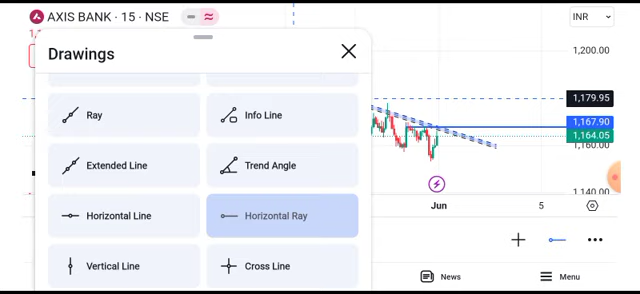 AXIS BANK · 15 · NSE
INR
Drawings
1,200.00
Ray
Info Line
1,179.95
1,167.90
1,164.05
1,160.00
Extended Line
Trend Angle
1,140.00
Horizontal Line
Horizontal Ray
Jun
5
Vertical Line
Cross Line
News
Menu